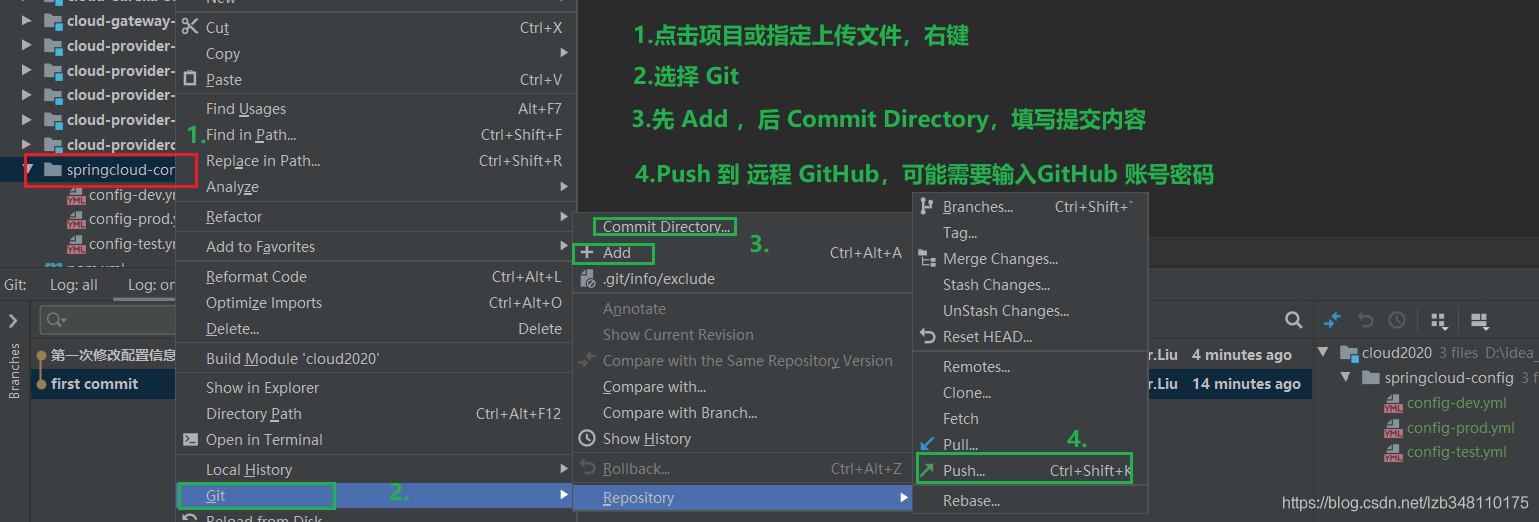 New
cloud-gateway-
cloud-provider-
cloud-provider-
cloud-provider-
cloud-provider-
cloud-providerc
springcloud-con
config-dev.y
config-prod.y
config-test.ym
pom.xml
Git:
Log: all
Log: or
Branches
第一次修改配置信息
first commit
1.
Cut Ctrl+X
Copy
Paste Ctrl+V
Find Usages Alt+F7
Find in Path... Ctrl+Shift+F
Replace in Path... Ctrl+Shift+R
Analyze
Refactor
Add to Favorites
Reformat Code Ctrl+Alt+L
Optimize Imports Ctrl+Alt+O
Delete... Delete
Build Module 'cloud2020'
Show in Explorer
Directory Path Ctrl+Alt+F12
Open in Terminal
Local History
Git 2.
Reload from Disk
1.点击项目或指定上传文件，右键
2.选择 Git
3.先 Add ，后 Commit Directory，填写提交内容
4.Push 到 远程 GitHub，可能需要输入GitHub 账号密码
Commit Directory...
3.
Add Ctrl+Alt+A
.git/info/exclude
Annotate
Show Current Revision
Compare with the Same Repository Version
Compare with...
Compare with Branch...
Show History
Rollback... Ctrl+Alt+Z
Repository
Branches... Ctrl+Shift+`
Tag...
Merge Changes...
Stash Changes...
UnStash Changes...
Reset HEAD...
Remotes...
Clone...
Fetch
Pull...
4.
Push... Ctrl+Shift+K
Rebase...
r.Liu 4 minutes ago
r.Liu 14 minutes ago
cloud2020 3 files D:\idea_
springcloud-config 3 f
config-dev.yml
config-prod.yml
config-test.yml
https://blog.csdn.net/lzb348110175